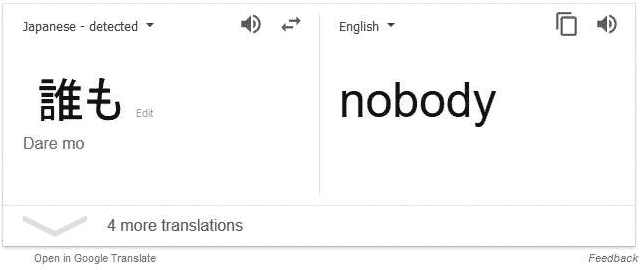 Japanese - detected
English
誰も Edit
Dare mo
nobody
4 more translations
Open in Google Translate
Feedback